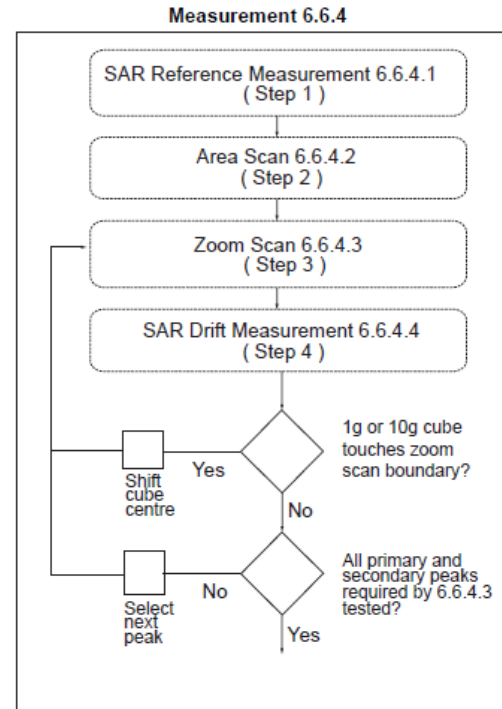 Measurement 6.6.4
SAR Reference Measurement 6.6.4.1
( Step 1 )
Area Scan 6.6.4.2
( Step 2 )
Zoom Scan 6.6.4.3
( Step 3 )
SAR Drift Measurement 6.6.4.4
( Step 4 )
1g or 10g cube
touches zoom
scan boundary?
Yes
Shift
cube
centre
No
All primary and
secondary peaks
required by 6.6.4.3
tested?
No
Select
next
peak
Yes